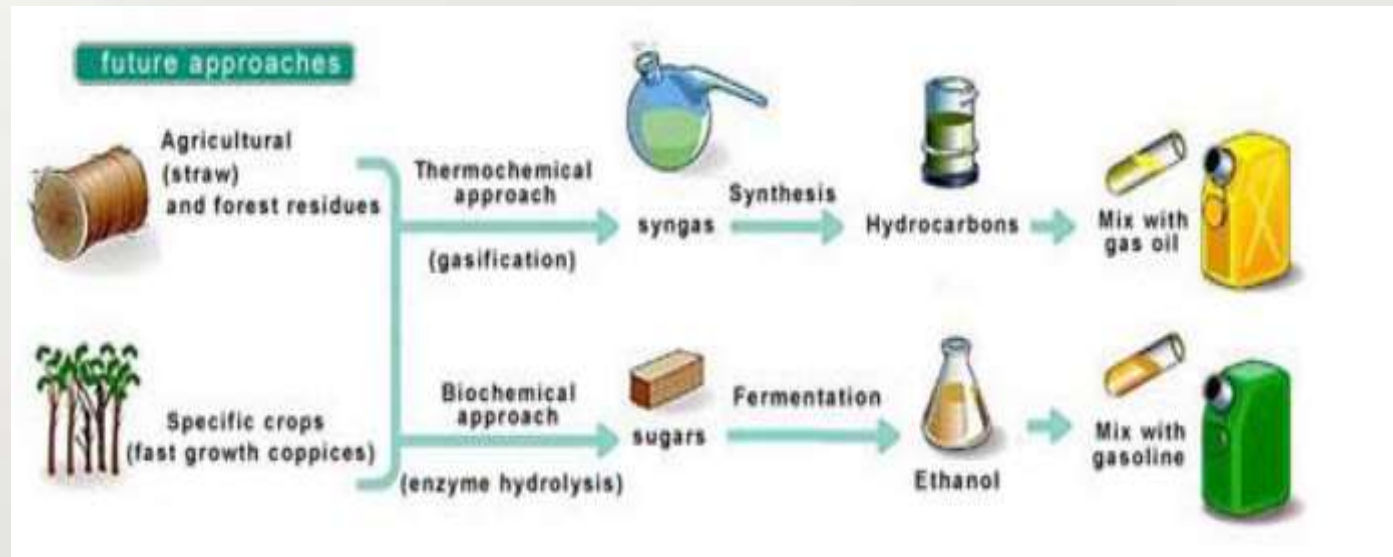 future approaches
Agricultural
(straw)
and forest residues
Thermochemical
approach
(gasification)
syngas
Synthesis
Hydrocarbons
Mix with
gas oil
Specific crops
(fast growth coppices)
Biochemical
approach
(enzyme hydrolysis)
sugars
Fermentation
Ethanol
Mix with
gasoline